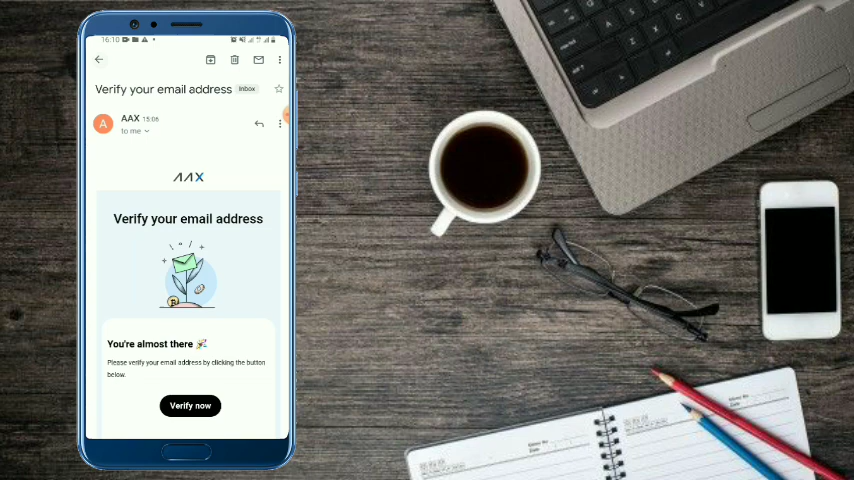 16:10
Verify your email address Inbox
A
AAX 15:06
to me
AAX
Verify your email address
You're almost there 🎉
Please verify your email address by clicking the button
below.
Verify now